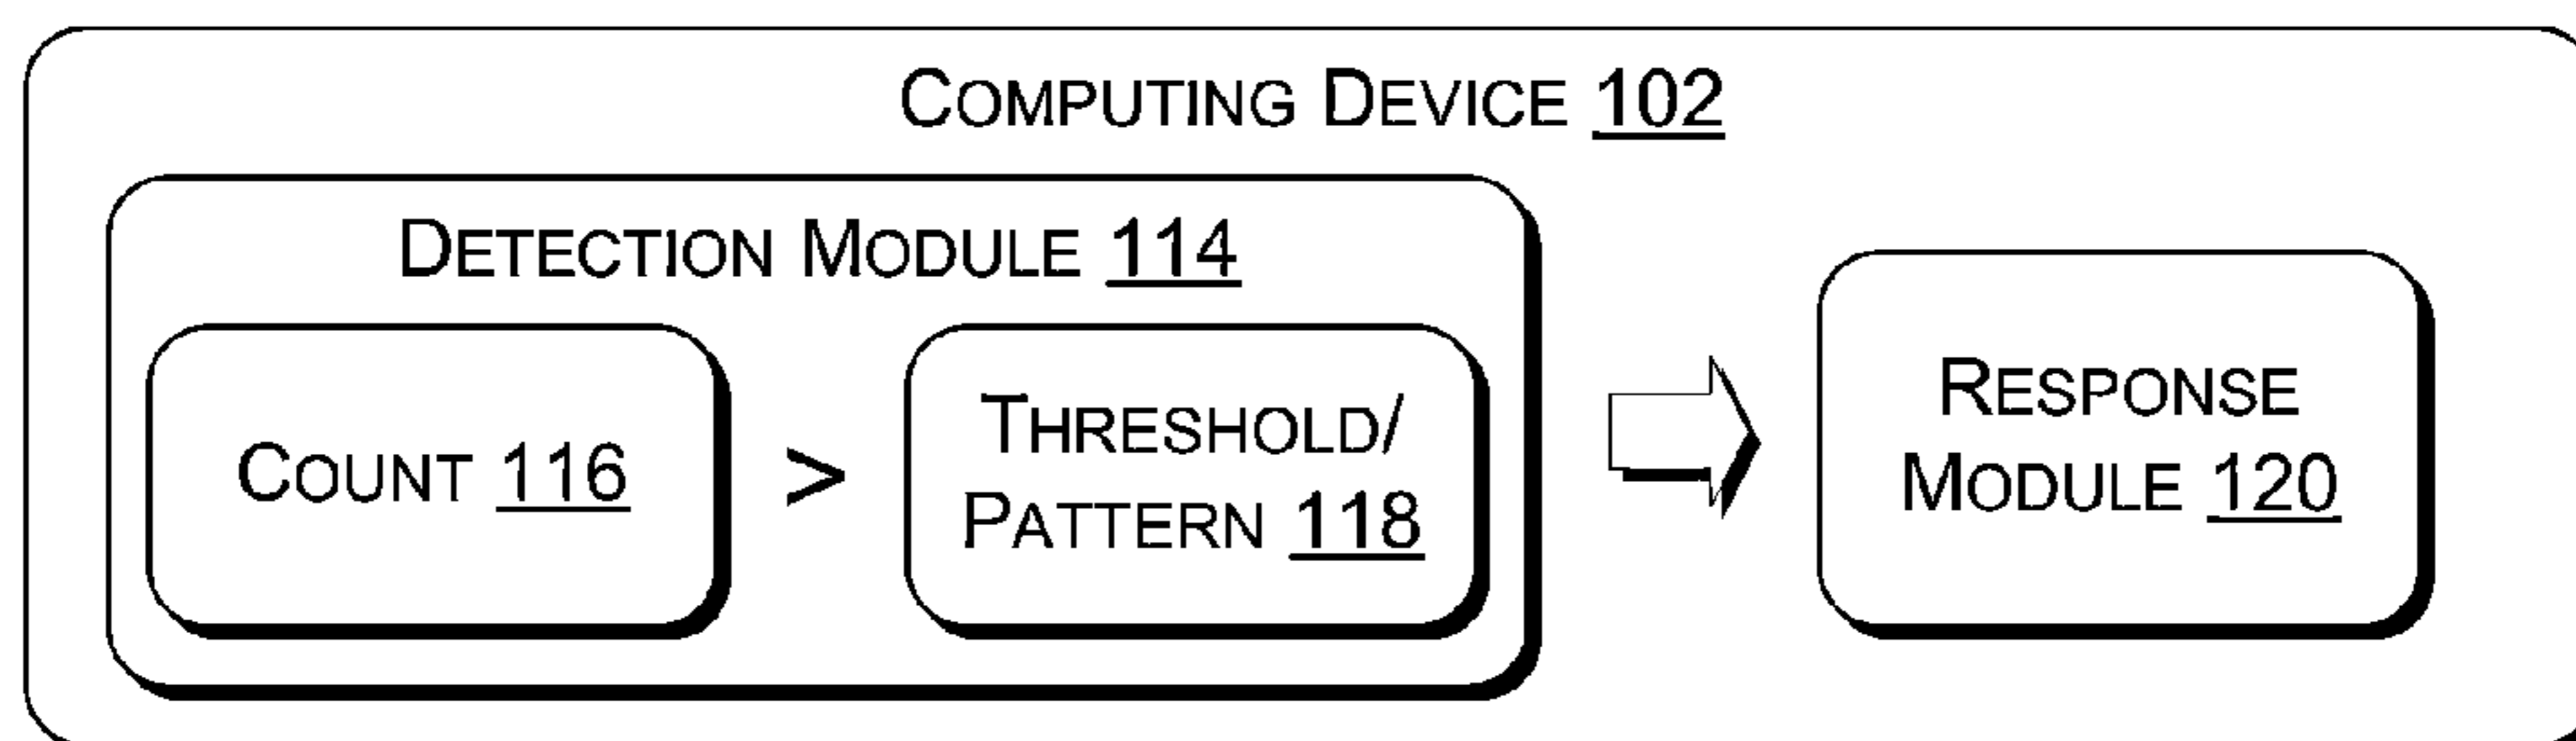 COMPUTING DEVICE 102
DETECTION MODULE 114
COUNT 116
>
THRESHOLD/
PATTERN 118
RESPONSE
MODULE 120